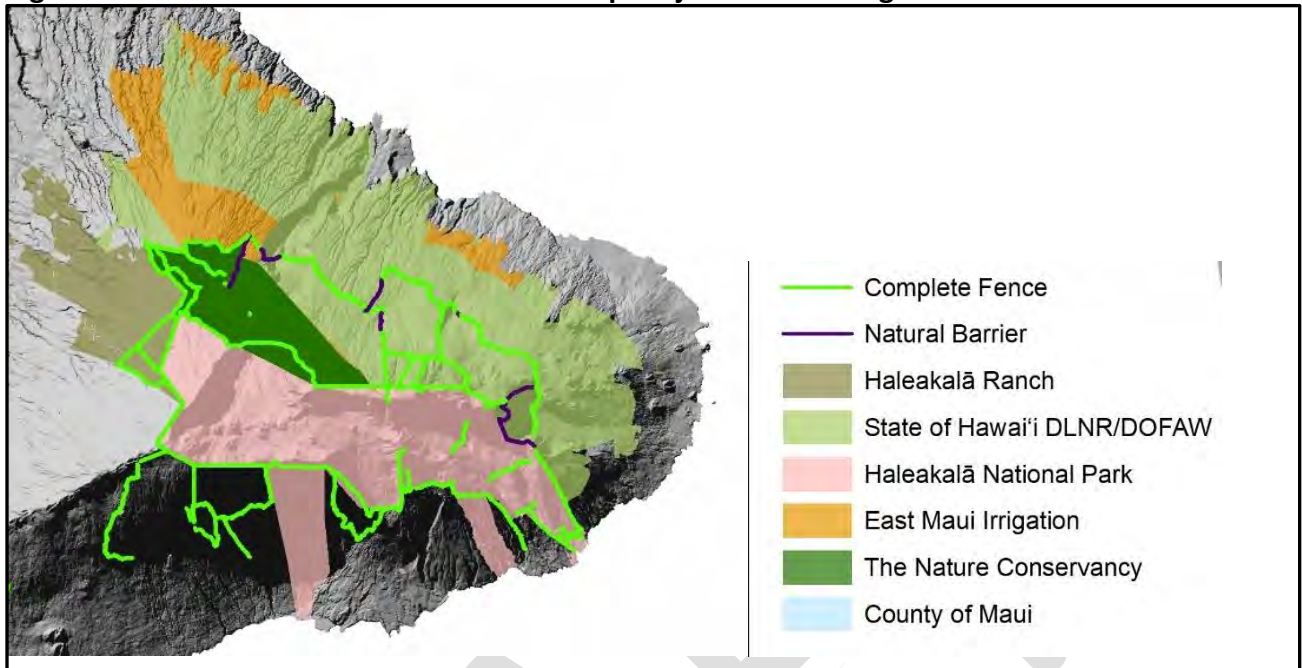 Complete Fence
Natural Barrier
Haleakalā Ranch
State of Hawai‘i DLNR/DOFAW
Haleakalā National Park
East Maui Irrigation
The Nature Conservancy
County of Maui